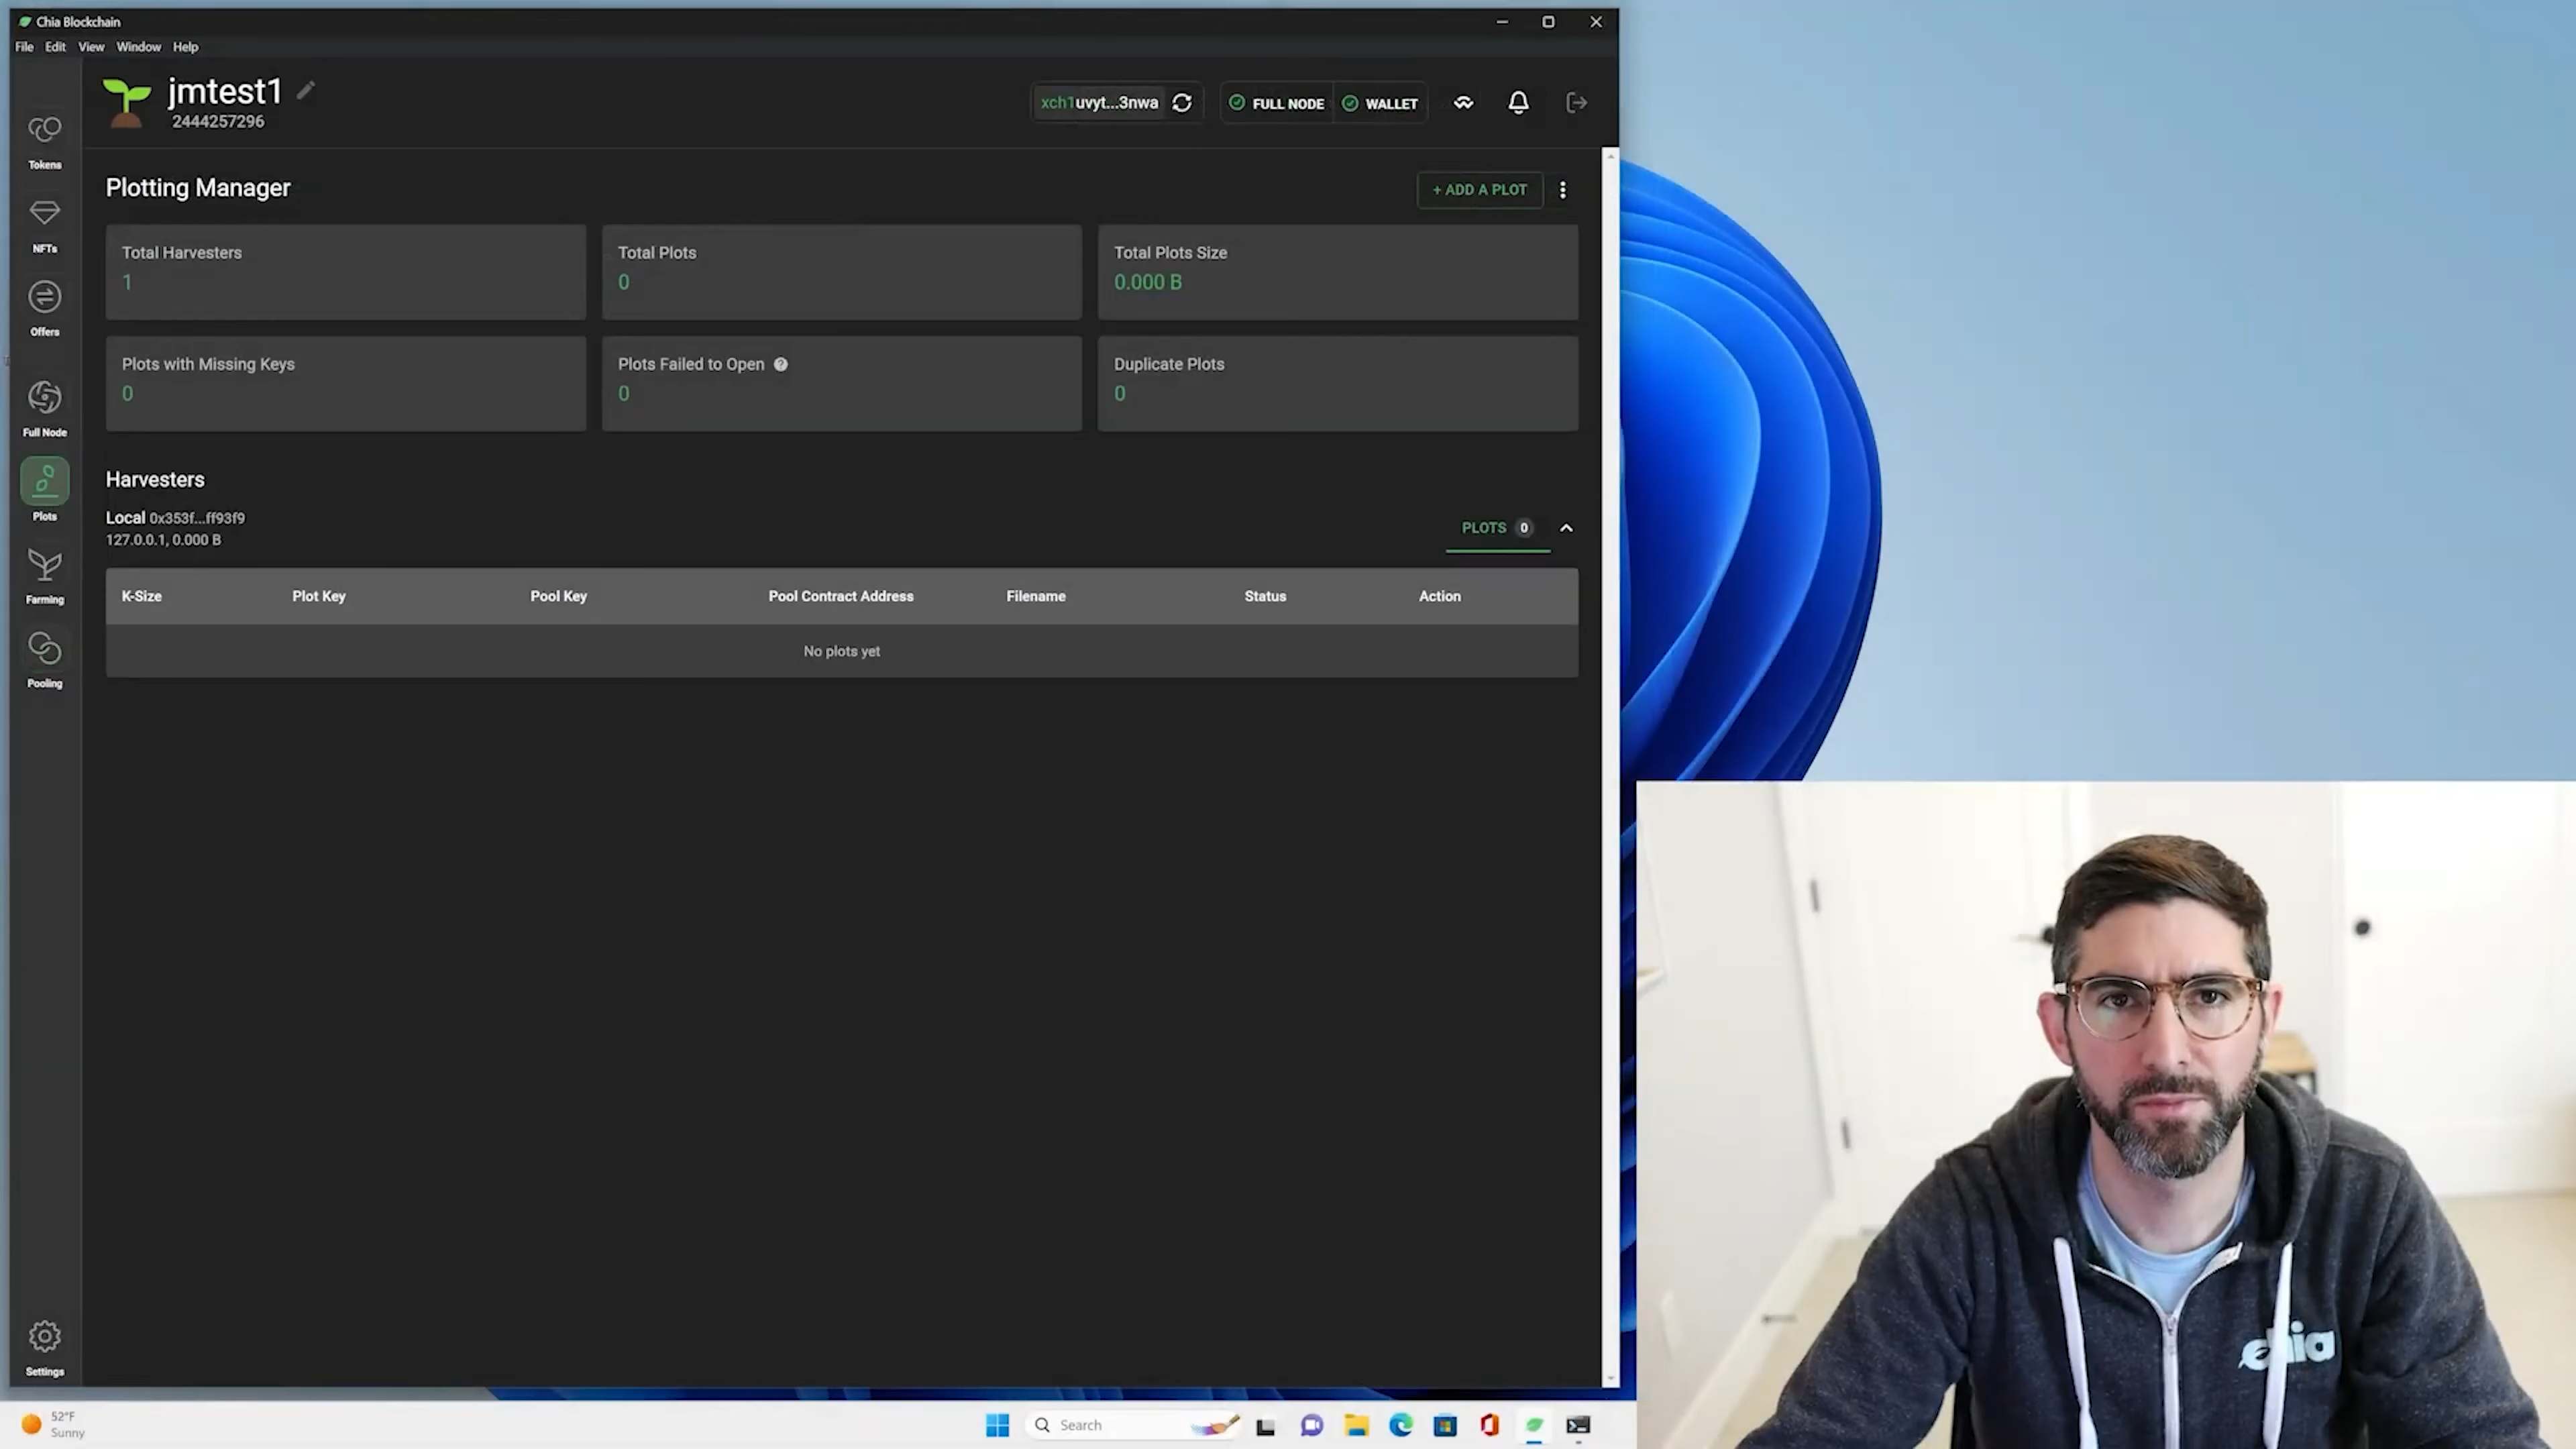 Chia Blockchain
File Edit View Window Help
jmtest1
2444257296
xch1uvyt...3nwa
FULL NODE
WALLET
Tokens
NFTs
Offers
Full Node
Plots
Farming
Pooling
Settings
Plotting Manager
+ ADD A PLOT
Total Harvesters
1
Total Plots
0
Total Plots Size
0.000 B
Plots with Missing Keys
0
Plots Failed to Open ?
0
Duplicate Plots
0
Harvesters
Local 0x353f...ff93f9
127.0.0.1, 0.000 B
PLOTS 0
K-Size Plot Key Pool Key Pool Contract Address Filename Status Action
No plots yet
chia
52°F
Sunny
Search